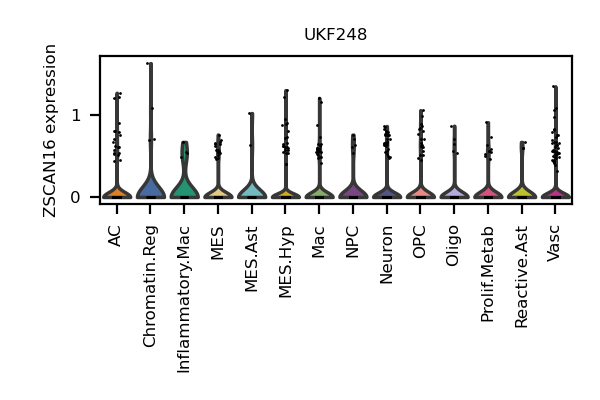 UKF248
ZSCAN16 expression
1
0
AC
Chromatin.Reg
Inflammatory.Mac
MES
MES.Ast
MES.Hyp
Mac
NPC
Neuron
OPC
Oligo
Prolif.Metab
Reactive.Ast
Vasc